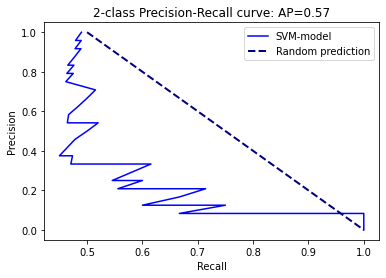 2-class Precision-Recall curve: AP=0.57
SVM-model
Random prediction
Precision
1.0
0.8
0.6
0.4
0.2
0.0
0.5
0.6
0.7
0.8
0.9
1.0
Recall